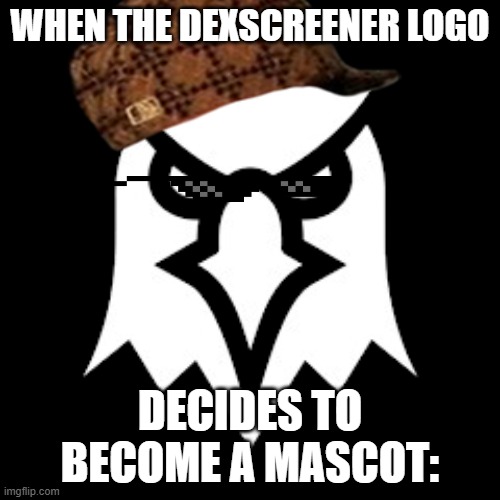 WHEN THE DEXSCREENER LOGO
DECIDES TO
BECOME A MASCOT:
imgflip.com